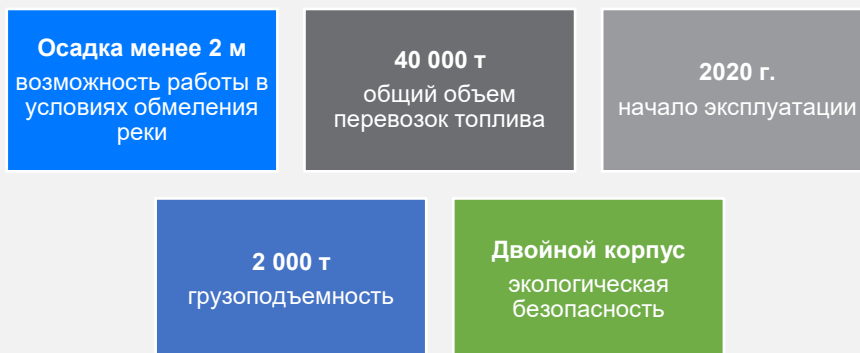 Осадка менее 2 м
возможность работы в
условиях обмеления
реки
40 000 т
общий объем
перевозок топлива
2020 г.
начало эксплуатации
2 000 т
грузоподъемность
Двойной корпус
экологическая
безопасность